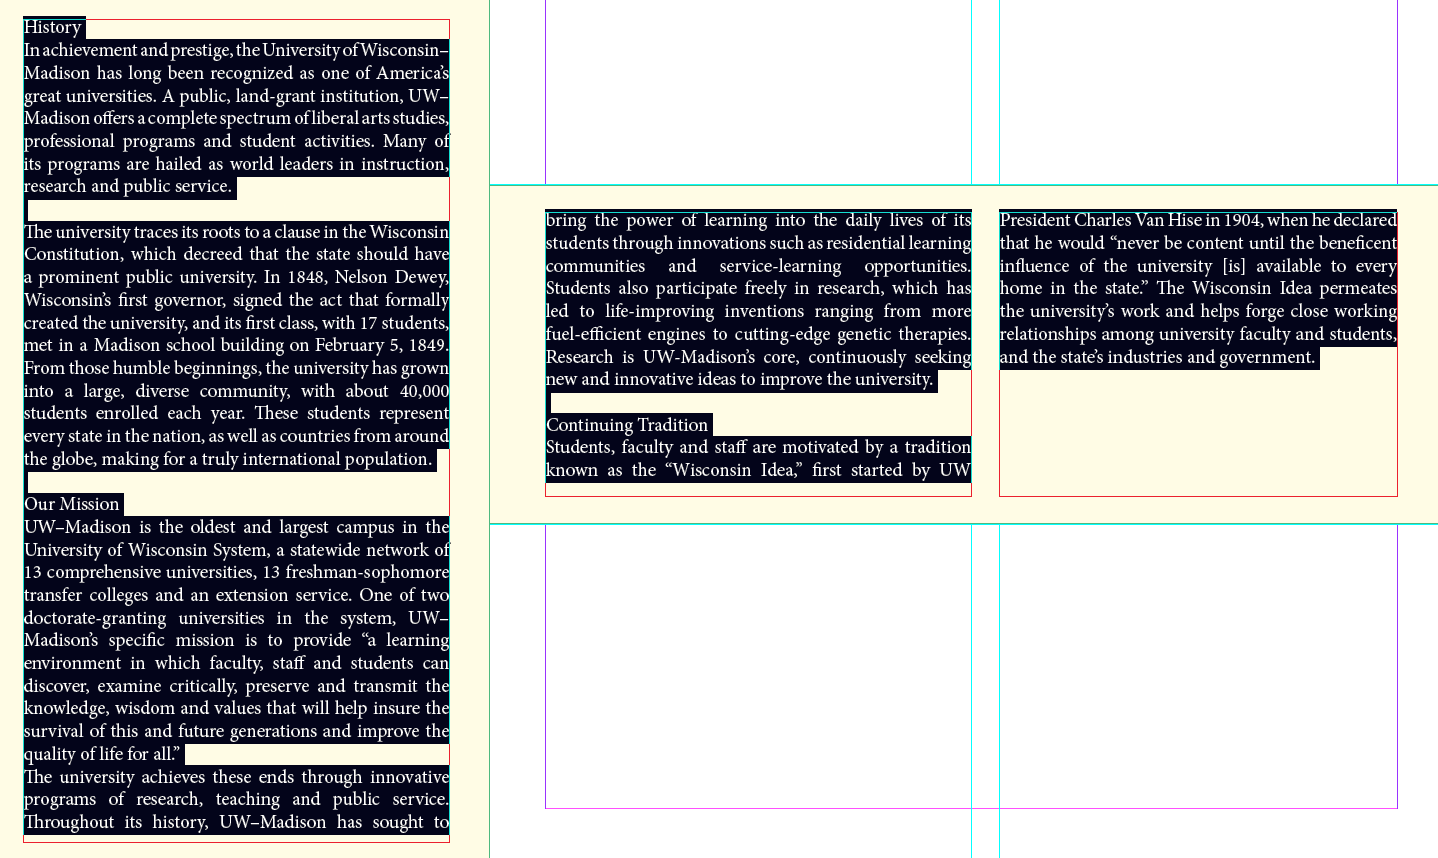 History
In achievement and prestige, the University of Wisconsin–
Madison has long been recognized as one of America’s
great universities. A public, land-grant institution, UW–
Madison offers a complete spectrum of liberal arts studies,
professional programs and student activities. Many of
its programs are hailed as world leaders in instruction,
research and public service.
The university traces its roots to a clause in the Wisconsin
Constitution, which decreed that the state should have
a prominent public university. In 1848, Nelson Dewey,
Wisconsin’s first governor, signed the act that formally
created the university, and its first class, with 17 students,
met in a Madison school building on February 5, 1849.
From those humble beginnings, the university has grown
into a large, diverse community, with about 40,000
students enrolled each year. These students represent
every state in the nation, as well as countries from around
the globe, making for a truly international population.
Our Mission
UW–Madison is the oldest and largest campus in the
University of Wisconsin System, a statewide network of
13 comprehensive universities, 13 freshman-sophomore
transfer colleges and an extension service. One of two
doctorate-granting universities in the system, UW–
Madison’s specific mission is to provide “a learning
environment in which faculty, staff and students can
discover, examine critically, preserve and transmit the
knowledge, wisdom and values that will help insure the
survival of this and future generations and improve the
quality of life for all.”
The university achieves these ends through innovative
programs of research, teaching and public service.
Throughout its history, UW–Madison has sought to
bring the power of learning into the daily lives of its
students through innovations such as residential learning
communities and service-learning opportunities.
Students also participate freely in research, which has
led to life-improving inventions ranging from more
fuel-efficient engines to cutting-edge genetic therapies.
Research is UW-Madison’s core, continuously seeking
new and innovative ideas to improve the university.
Continuing Tradition
Students, faculty and staff are motivated by a tradition
known as the “Wisconsin Idea,” first started by UW
President Charles Van Hise in 1904, when he declared
that he would “never be content until the beneficent
influence of the university [is] available to every
home in the state.” The Wisconsin Idea permeates
the university’s work and helps forge close working
relationships among university faculty and students,
and the state’s industries and government.